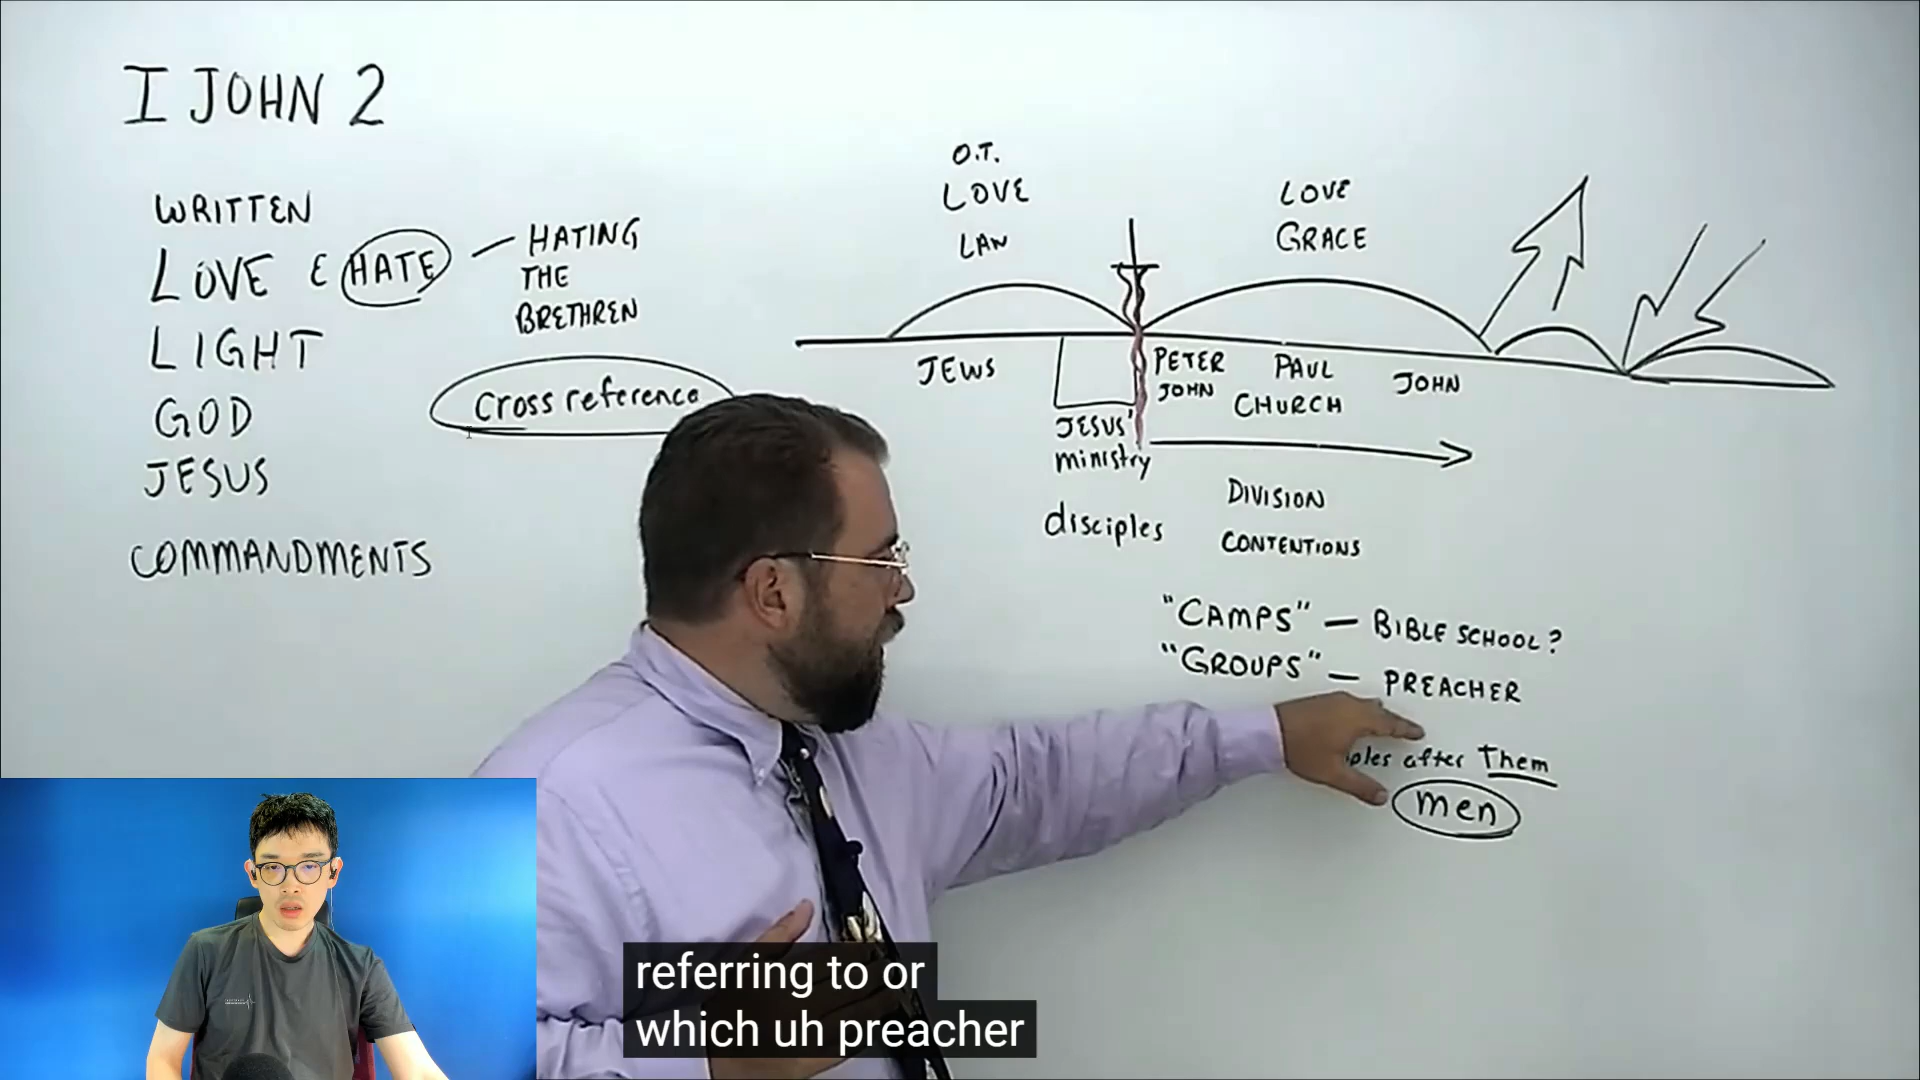 I JOHN 2
WRITTEN
LOVE & HATE
LIGHT
GOD
JESUS
COMMANDMENTS
HATING
THE
BRETHREN
cross reference
O.T.
LOVE
LAW
LOVE
GRACE
JEWS
PETER
JOHN
PAUL
CHURCH
JOHN
JESUS'
ministry
disciples
DIVISION
CONTENTIONS
"CAMPS" — BIBLE SCHOOL?
"GROUPS" — PREACHER
after Them
men
referring to or
which uh preacher